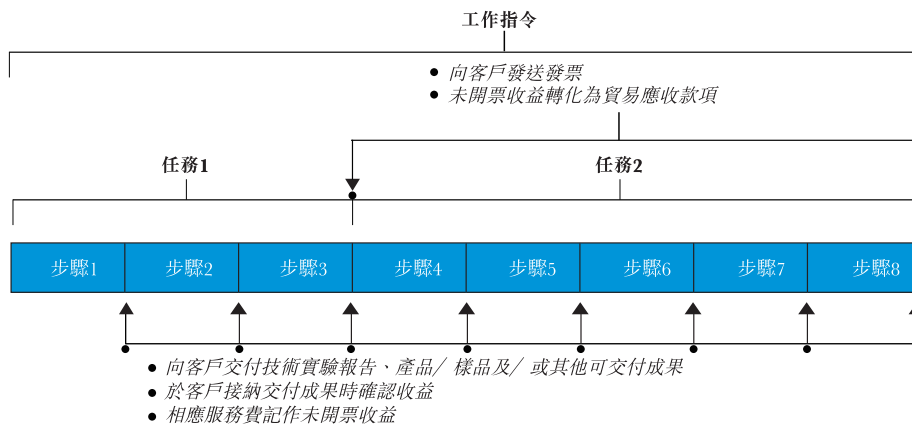 工作指令
• 向客戶發送發票
• 未開票收益轉化為貿易應收款項
任務1
任務2
步驟1
步驟2
步驟3
步驟4
步驟5
步驟6
步驟7
步驟8
• 向客戶交付技術實驗報告、產品/樣品及/或其他可交付成果
• 於客戶接納交付成果時確認收益
• 相應服務費記作未開票收益